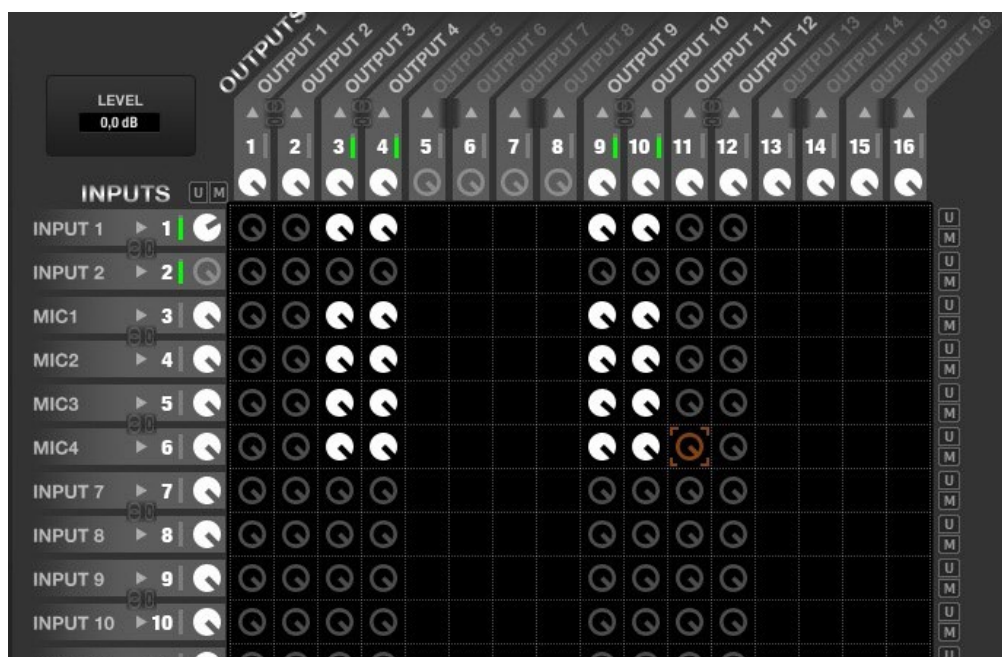 OUTPUTS
OUTPUT 1
OUTPUT 2
OUTPUT 3
OUTPUT 4
OUTPUT 5
OUTPUT 6
OUTPUT 7
OUTPUT 8
OUTPUT 9
OUTPUT 10
OUTPUT 11
OUTPUT 12
OUTPUT 13
OUTPUT 14
OUTPUT 15
OUTPUT 16
LEVEL
0,0 dB
1 2 3 4 5 6 7 8 9 10 11 12 13 14 15 16
INPUTS U M
INPUT 1 1 U M
INPUT 2 2 U M
MIC1 3 U M
MIC2 4 U M
MIC3 5 U M
MIC4 6 U M
INPUT 7 7 U M
INPUT 8 8 U M
INPUT 9 9 U M
INPUT 10 10 U M
U